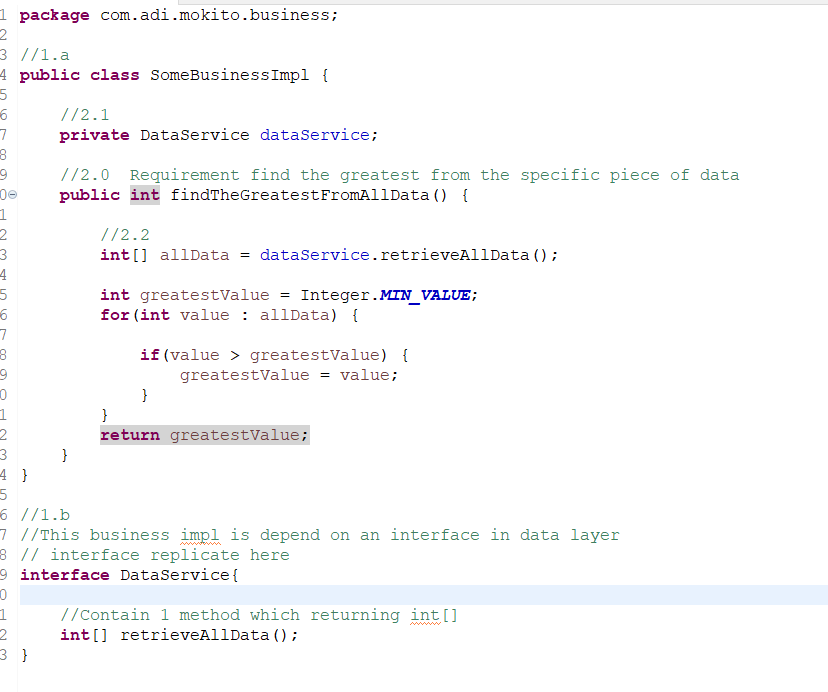 1 package com.adi.mokito.business;
2
3 //1.a
4 public class SomeBusinessImpl {
5
6 //2.1
7 private DataService dataService;
8
9 //2.0  Requirement find the greatest from the specific piece of data
0 public int findTheGreatestFromAllData() {
1
2 //2.2
3 int[] allData = dataService.retrieveAllData();
4
5 int greatestValue = Integer.MIN_VALUE;
6 for(int value : allData) {
7
8 if(value > greatestValue) {
9 greatestValue = value;
0 }
1 }
2 return greatestValue;
3 }
4 }
5
6 //1.b
7 //This business impl is depend on an interface in data layer
8 // interface replicate here
9 interface DataService{
0
1 //Contain 1 method which returning int[]
2 int[] retrieveAllData();
3 }